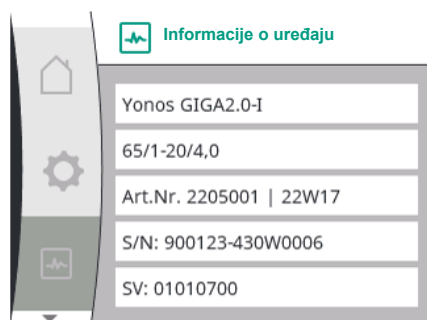 Informacije o uređaju
Yonos GIGA2.0-I
65/1-20/4,0
Art.Nr. 2205001 | 22W17
S/N: 900123-430W0006
SV: 01010700